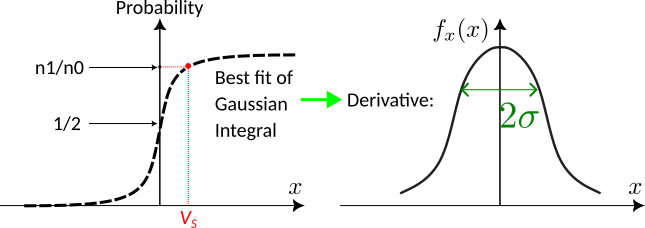 Probability
n1/n0
1/2
Best fit of
Gaussian
Integral
x
V_S
Derivative:
f_x(x)
2σ
x